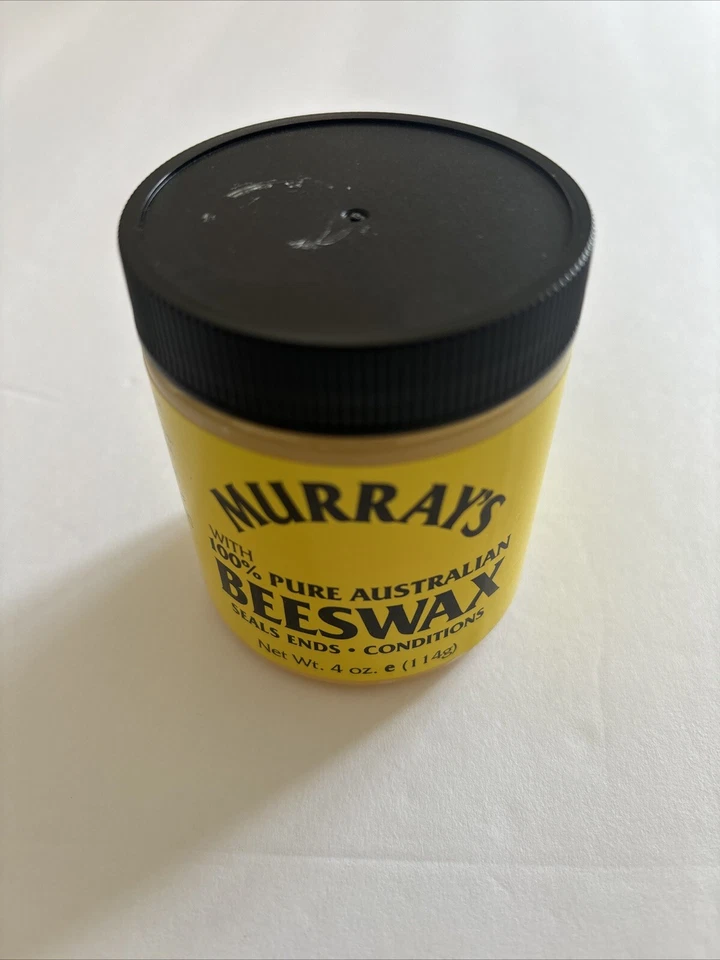 MURRAY'S
WITH
100% PURE AUSTRALIAN
BEESWAX
SEALS ENDS • CONDITIONS
Net Wt. 4 oz. e (114g)